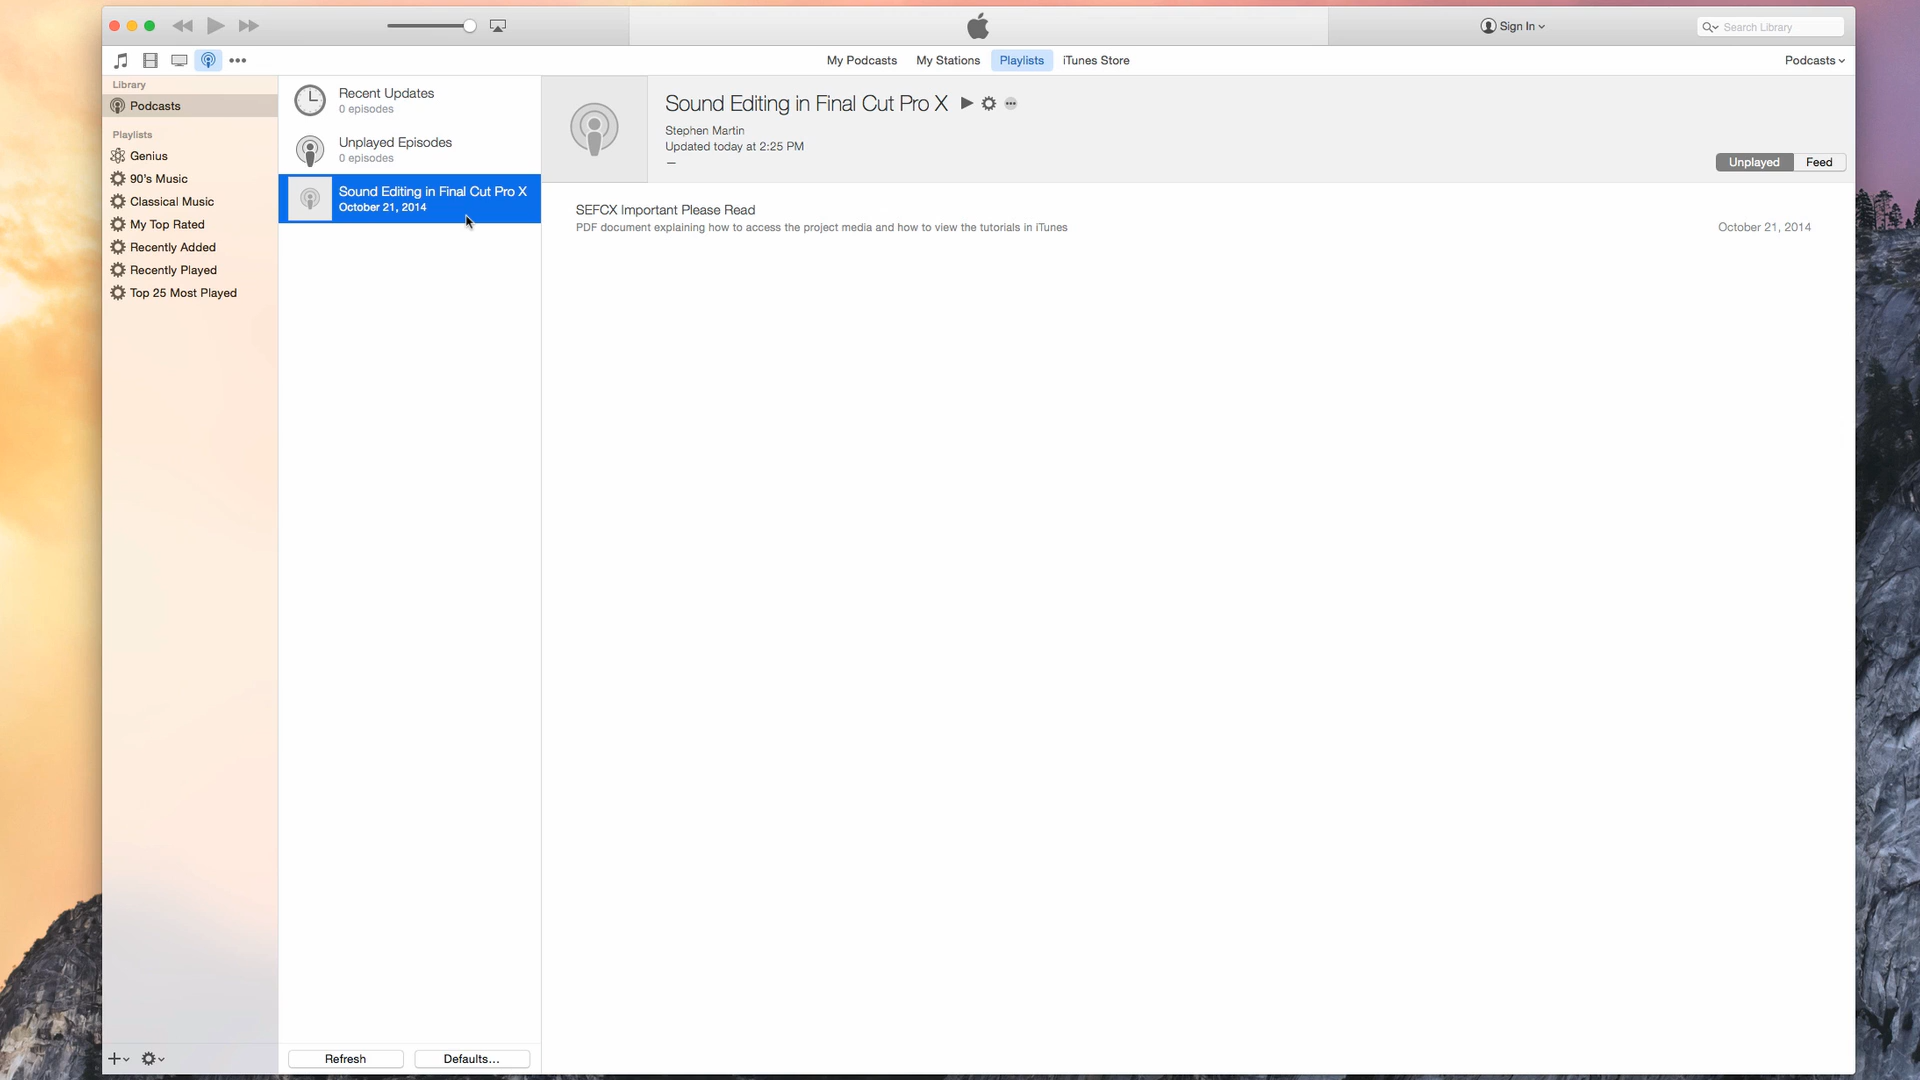 Sign In
Search Library
My Podcasts
My Stations
Playlists
iTunes Store
Podcasts
Library
Podcasts
Playlists
Genius
90's Music
Classical Music
My Top Rated
Recently Added
Recently Played
Top 25 Most Played
Recent Updates
0 episodes
Unplayed Episodes
0 episodes
Sound Editing in Final Cut Pro X
October 21, 2014
Refresh
Defaults...
Sound Editing in Final Cut Pro X
Stephen Martin
Updated today at 2:25 PM
—
Unplayed
Feed
SEFCX Important Please Read
PDF document explaining how to access the project media and how to view the tutorials in iTunes
October 21, 2014